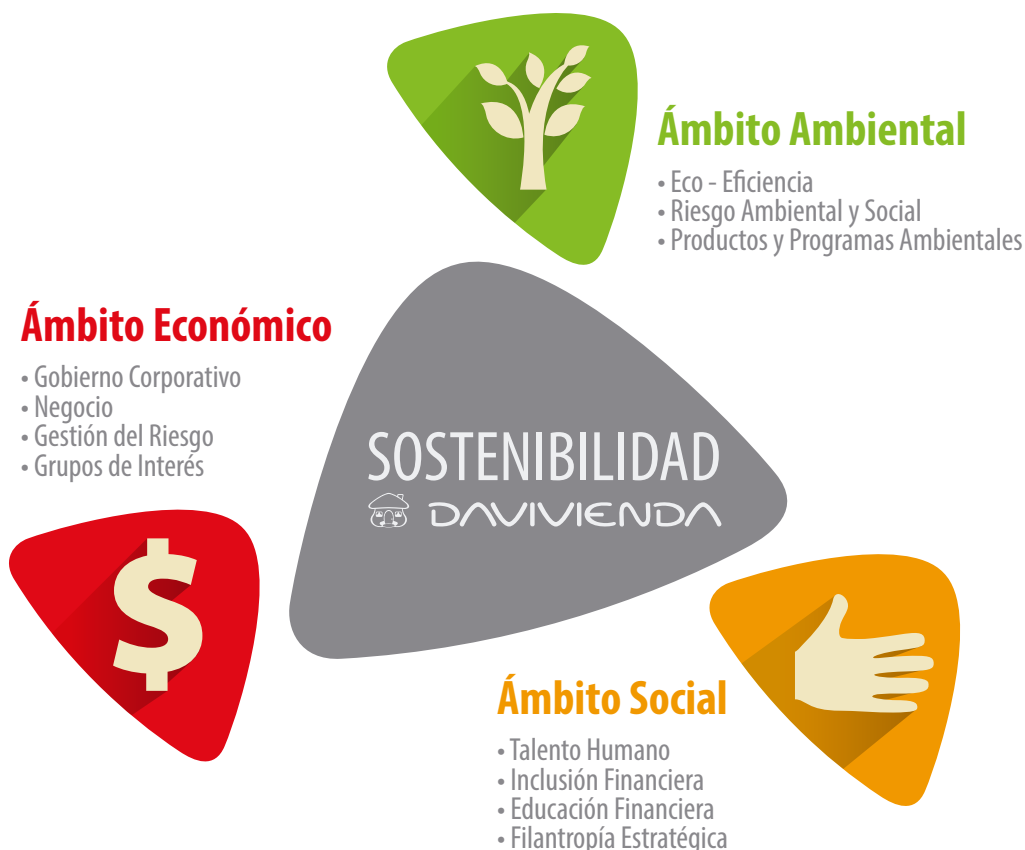 Ámbito Ambiental
• Eco - Eficiencia
• Riesgo Ambiental y Social
• Productos y Programas Ambientales
Ámbito Económico
• Gobierno Corporativo
• Negocio
• Gestión del Riesgo
• Grupos de Interés
SOSTENIBILIDAD
DAVIVIENDA
$
Ámbito Social
• Talento Humano
• Inclusión Financiera
• Educación Financiera
• Filantropía Estratégica